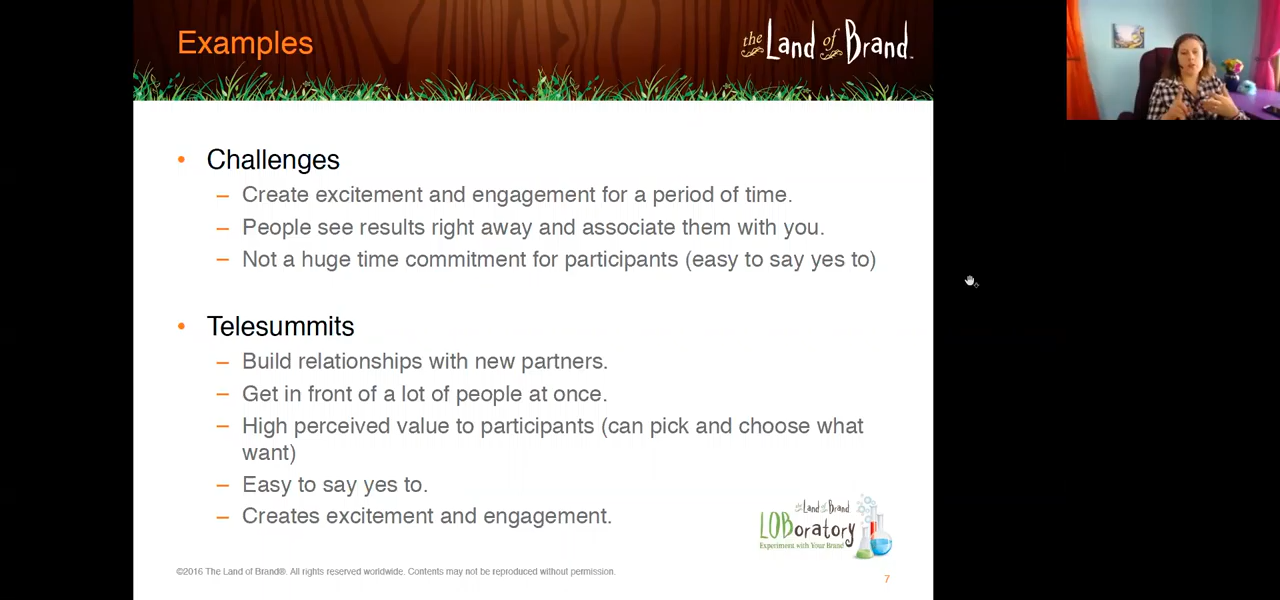 Examples
the Land of Brand™
• Challenges
– Create excitement and engagement for a period of time.
– People see results right away and associate them with you.
– Not a huge time commitment for participants (easy to say yes to)
• Telesummits
– Build relationships with new partners.
– Get in front of a lot of people at once.
– High perceived value to participants (can pick and choose what
want)
– Easy to say yes to.
– Creates excitement and engagement.
the Land of Brand
LOBoratory
Experiment with Your Brand
©2016 The Land of Brand®. All rights reserved worldwide. Contents may not be reproduced without permission.
7